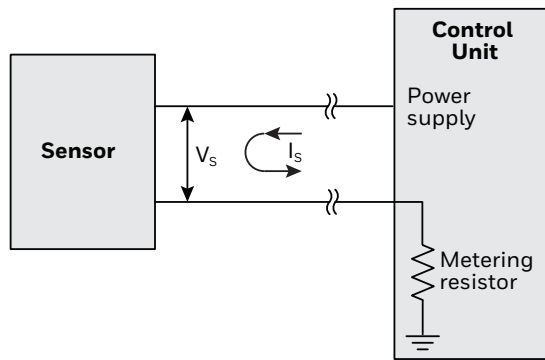 Control
Unit
Power
supply
Sensor
Vs
Is
Metering
resistor